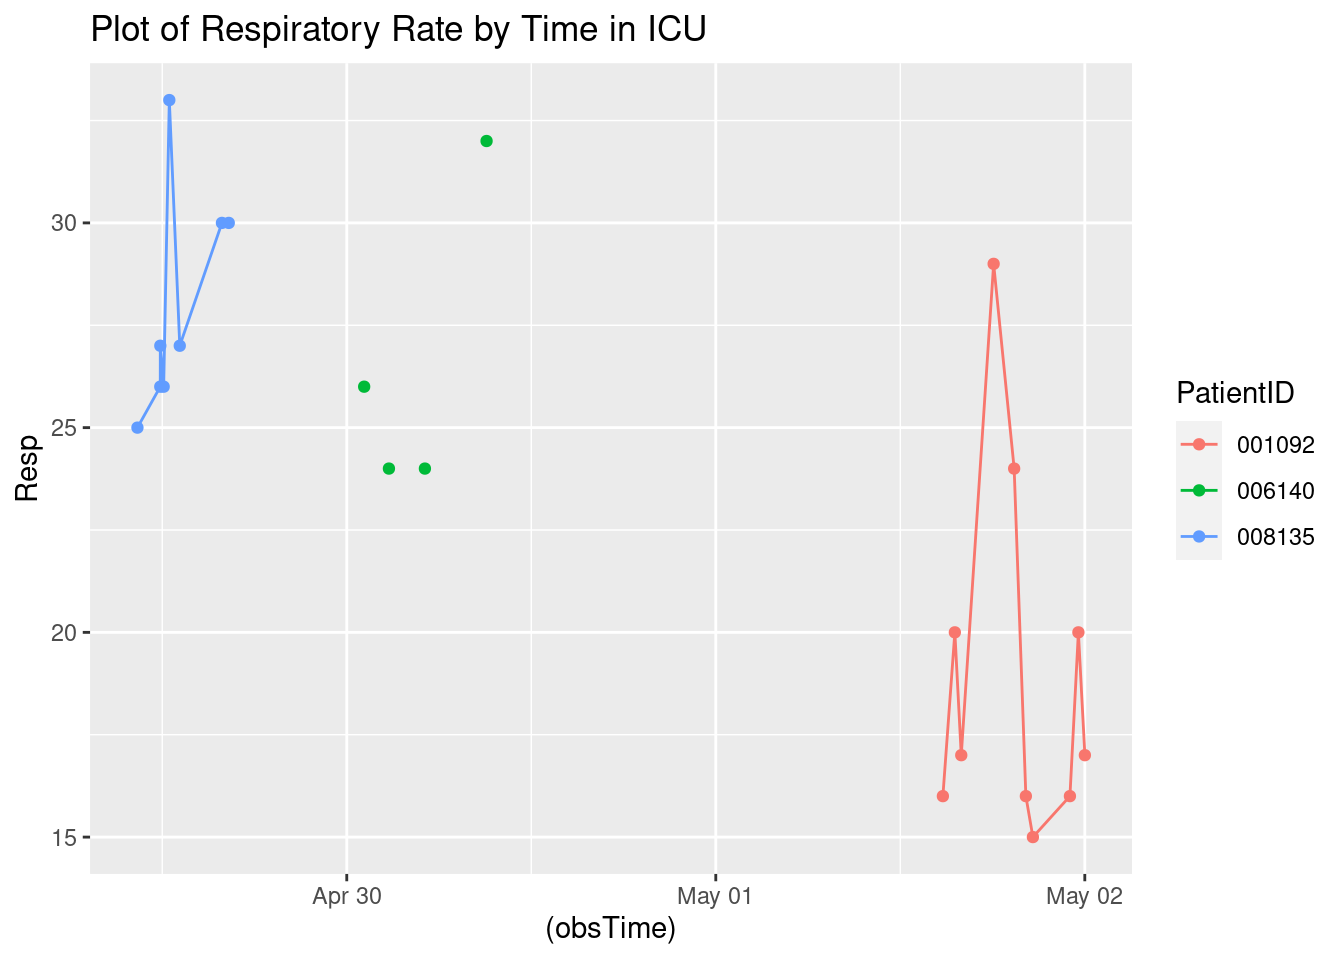 Plot of Respiratory Rate by Time in ICU
Resp
30
25
20
15
Apr 30
May 01
May 02
(obsTime)
PatientID
001092
006140
008135